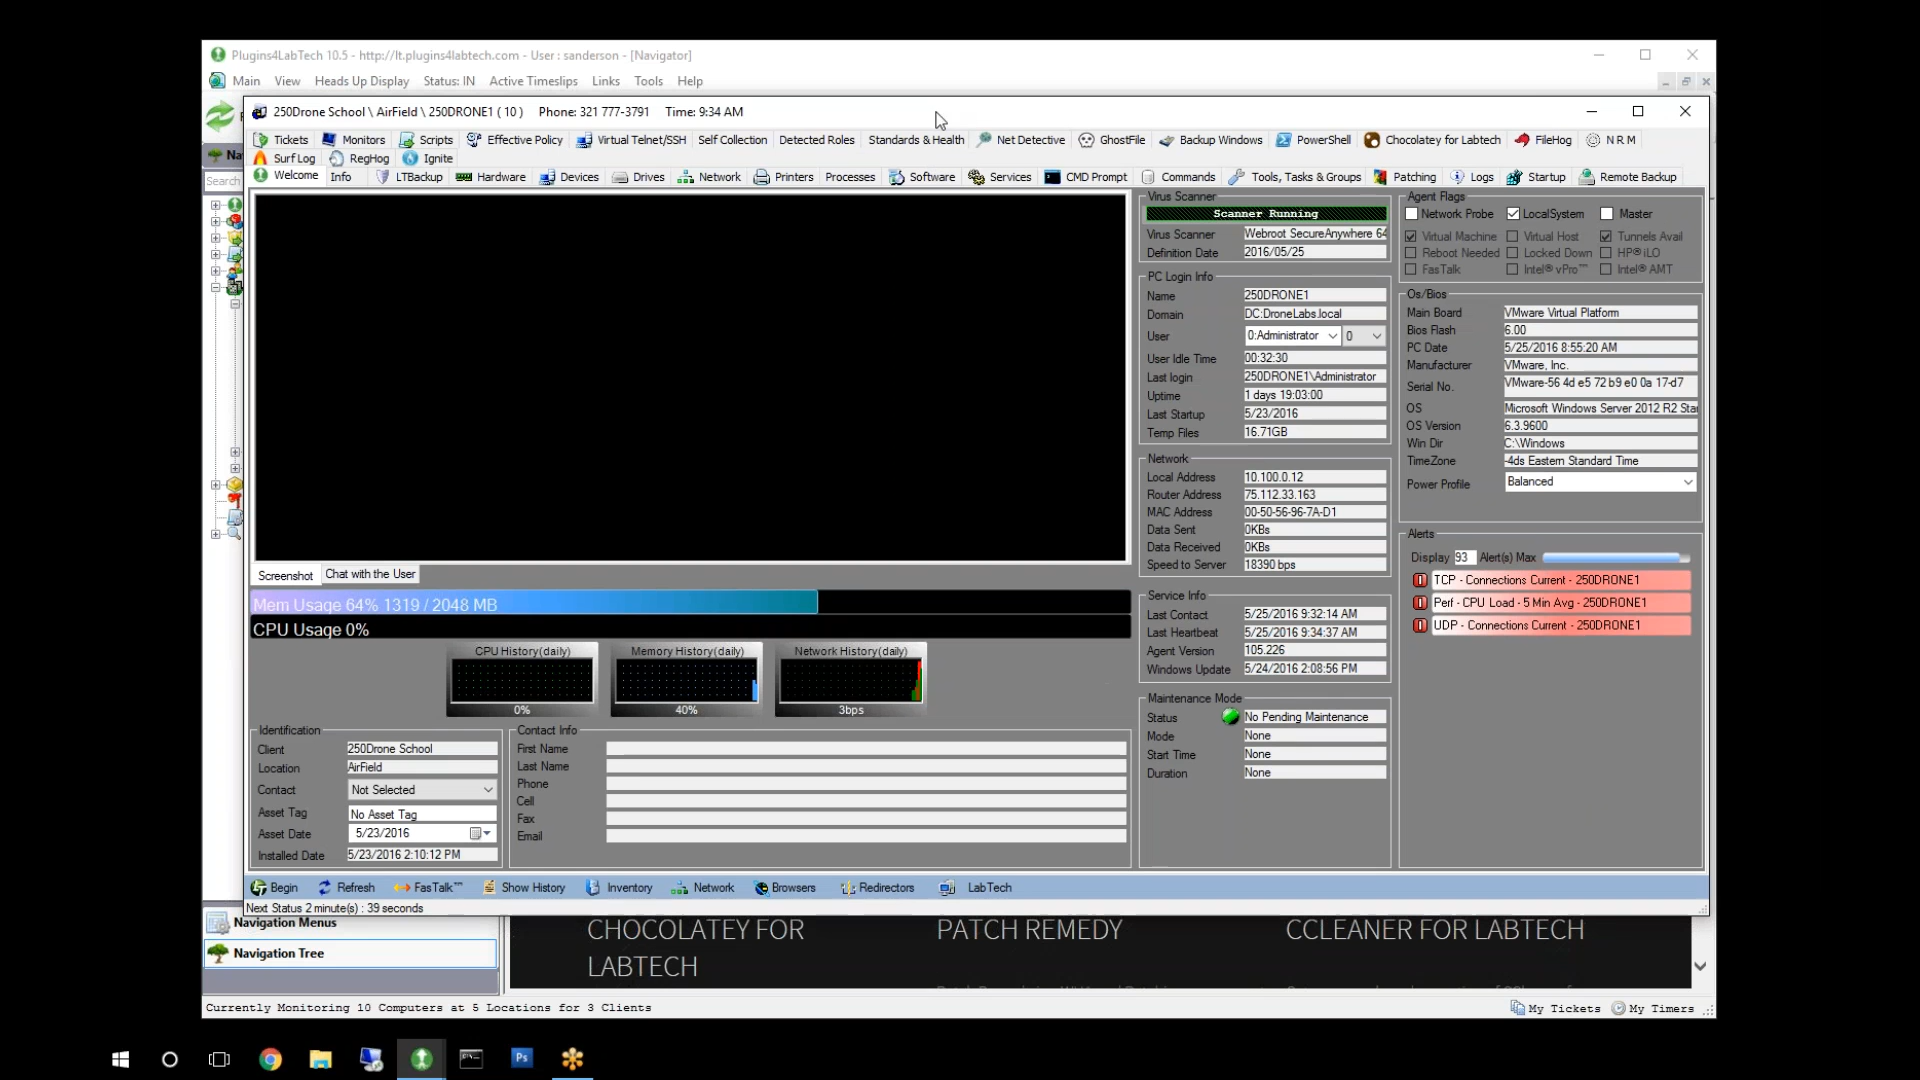 Plugins4LabTech 10.5 - http://lt.plugins4labtech.com - User : sanderson - [Navigator]
Main View Heads Up Display Status: IN Active Timeslips Links Tools Help
250Drone School \ AirField \ 250DRONE1 ( 10 ) Phone: 321 777-3791 Time: 9:34 AM
Tickets Monitors Scripts Effective Policy Virtual Telnet/SSH Self Collection Detected Roles Standards & Health Net Detective GhostFile Backup Windows PowerShell Chocolatey for Labtech FileHog N R M
Surf Log RegHog Ignite
Welcome Info LTBackup Hardware Devices Drives Network Printers Processes Software Services CMD Prompt Commands Tools, Tasks & Groups Patching Logs Startup Remote Backup
Na
Search
Virus Scanner
Scanner Running
Virus Scanner Webroot SecureAnywhere 64
Definition Date 2016/05/25
PC Login Info
Name 250DRONE1
Domain DC:DroneLabs.local
User 0:Administrator 0
User Idle Time 00:32:30
Last login 250DRONE1\Administrator
Uptime 1 days 19:03:00
Last Startup 5/23/2016
Temp Files 16.71GB
Network
Local Address 10.100.0.12
Router Address 75.112.33.163
MAC Address 00-50-56-96-7A-D1
Data Sent 0KBs
Data Received 0KBs
Speed to Server 18390 bps
Service Info
Last Contact 5/25/2016 9:32:14 AM
Last Heartbeat 5/25/2016 9:34:37 AM
Agent Version 105.226
Windows Update 5/24/2016 2:08:56 PM
Maintenance Mode
Status No Pending Maintenance
Mode None
Start Time None
Duration None
Agent Flags
Network Probe LocalSystem Master
Virtual Machine Virtual Host Tunnels Avail
Reboot Needed Locked Down HP® iLO
FasTalk Intel® vPro™ Intel® AMT
Os/Bios
Main Board VMware Virtual Platform
Bios Flash 6.00
PC Date 5/25/2016 8:55:20 AM
Manufacturer VMware, Inc.
Serial No. VMware-56 4d e5 72 b9 e0 0a 17-d7
OS Microsoft Windows Server 2012 R2 Sta
OS Version 6.3.9600
Win Dir C:\Windows
TimeZone -4ds Eastern Standard Time
Power Profile Balanced
Alerts
Display 93 Alert(s) Max
TCP - Connections Current - 250DRONE1
Perf - CPU Load - 5 Min Avg - 250DRONE1
UDP - Connections Current - 250DRONE1
Screenshot Chat with the User
Mem Usage 64% 1319 / 2048 MB
CPU Usage 0%
CPU History(daily) Memory History(daily) Network History(daily)
0% 40% 3bps
Identification
Client 250Drone School
Location AirField
Contact Not Selected
Asset Tag No Asset Tag
Asset Date 5/23/2016
Installed Date 5/23/2016 2:10:12 PM
Contact Info
First Name
Last Name
Phone
Cell
Fax
Email
Begin Refresh FasTalk™ Show History Inventory Network Browsers Redirectors LabTech
Next Status 2 minute(s) : 39 seconds
Navigation Menus
Navigation Tree
CHOCOLATEY FOR
LABTECH
PATCH REMEDY
CCLEANER FOR LABTECH
Currently Monitoring 10 Computers at 5 Locations for 3 Clients
My Tickets My Timers
Ps